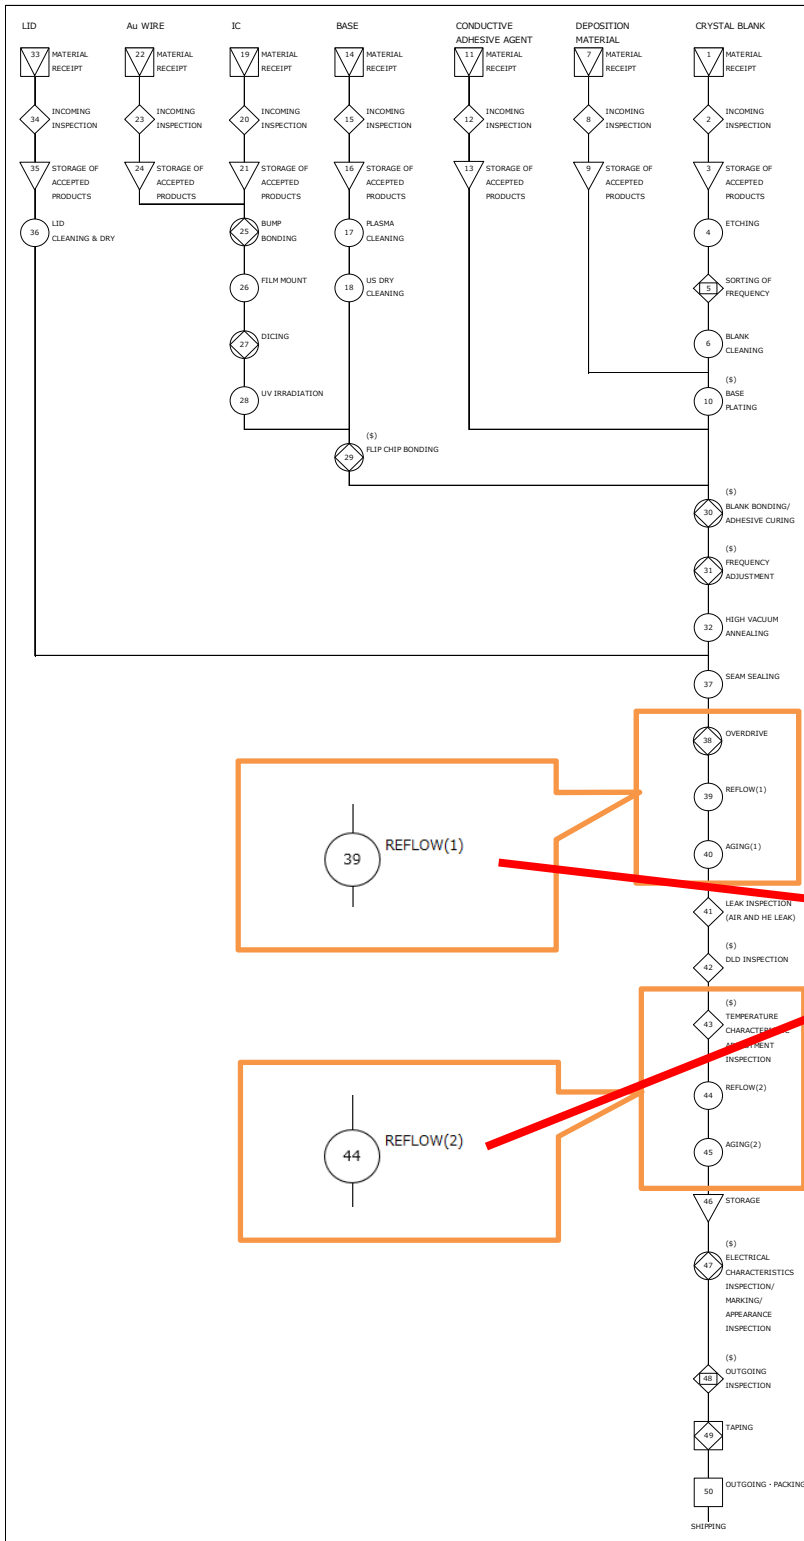 LID
Au WIRE
IC
BASE
CONDUCTIVE
ADHESIVE AGENT
DEPOSITION
MATERIAL
CRYSTAL BLANK
33 MATERIAL
RECEIPT
22 MATERIAL
RECEIPT
19 MATERIAL
RECEIPT
14 MATERIAL
RECEIPT
11 MATERIAL
RECEIPT
7 MATERIAL
RECEIPT
1 MATERIAL
RECEIPT
34 INCOMING
INSPECTION
23 INCOMING
INSPECTION
20 INCOMING
INSPECTION
15 INCOMING
INSPECTION
12 INCOMING
INSPECTION
8 INCOMING
INSPECTION
2 INCOMING
INSPECTION
35 STORAGE OF
ACCEPTED
PRODUCTS
24 STORAGE OF
ACCEPTED
PRODUCTS
21 STORAGE OF
ACCEPTED
PRODUCTS
16 STORAGE OF
ACCEPTED
PRODUCTS
13 STORAGE OF
ACCEPTED
PRODUCTS
9 STORAGE OF
ACCEPTED
PRODUCTS
3 STORAGE OF
ACCEPTED
PRODUCTS
36 LID
CLEANING & DRY
25 BUMP
BONDING
17 PLASMA
CLEANING
4 ETCHING
26 FILM MOUNT
18 US DRY
CLEANING
5 SORTING OF
FREQUENCY
27 DICING
6 BLANK
CLEANING
28 UV IRRADIATION
($)
10 BASE
PLATING
($)
29 FLIP CHIP BONDING
($)
30 BLANK BONDING/
ADHESIVE CURING
($)
31 FREQUENCY
ADJUSTMENT
32 HIGH VACUUM
ANNEALING
37 SEAM SEALING
38 OVERDRIVE
39 REFLOW(1)
40 AGING(1)
39 REFLOW(1)
41 LEAK INSPECTION
(AIR AND HE LEAK)
($)
42 DLD INSPECTION
($)
43 TEMPERATURE
INSPECTION
44 REFLOW(2)
45 AGING(2)
44 REFLOW(2)
46 STORAGE
($)
47 ELECTRICAL
CHARACTERISTICS
INSPECTION/
MARKING/
APPEARANCE
INSPECTION
($)
48 OUTGOING
INSPECTION
49 TAPING
50 OUTGOING - PACKING
SHIPPING